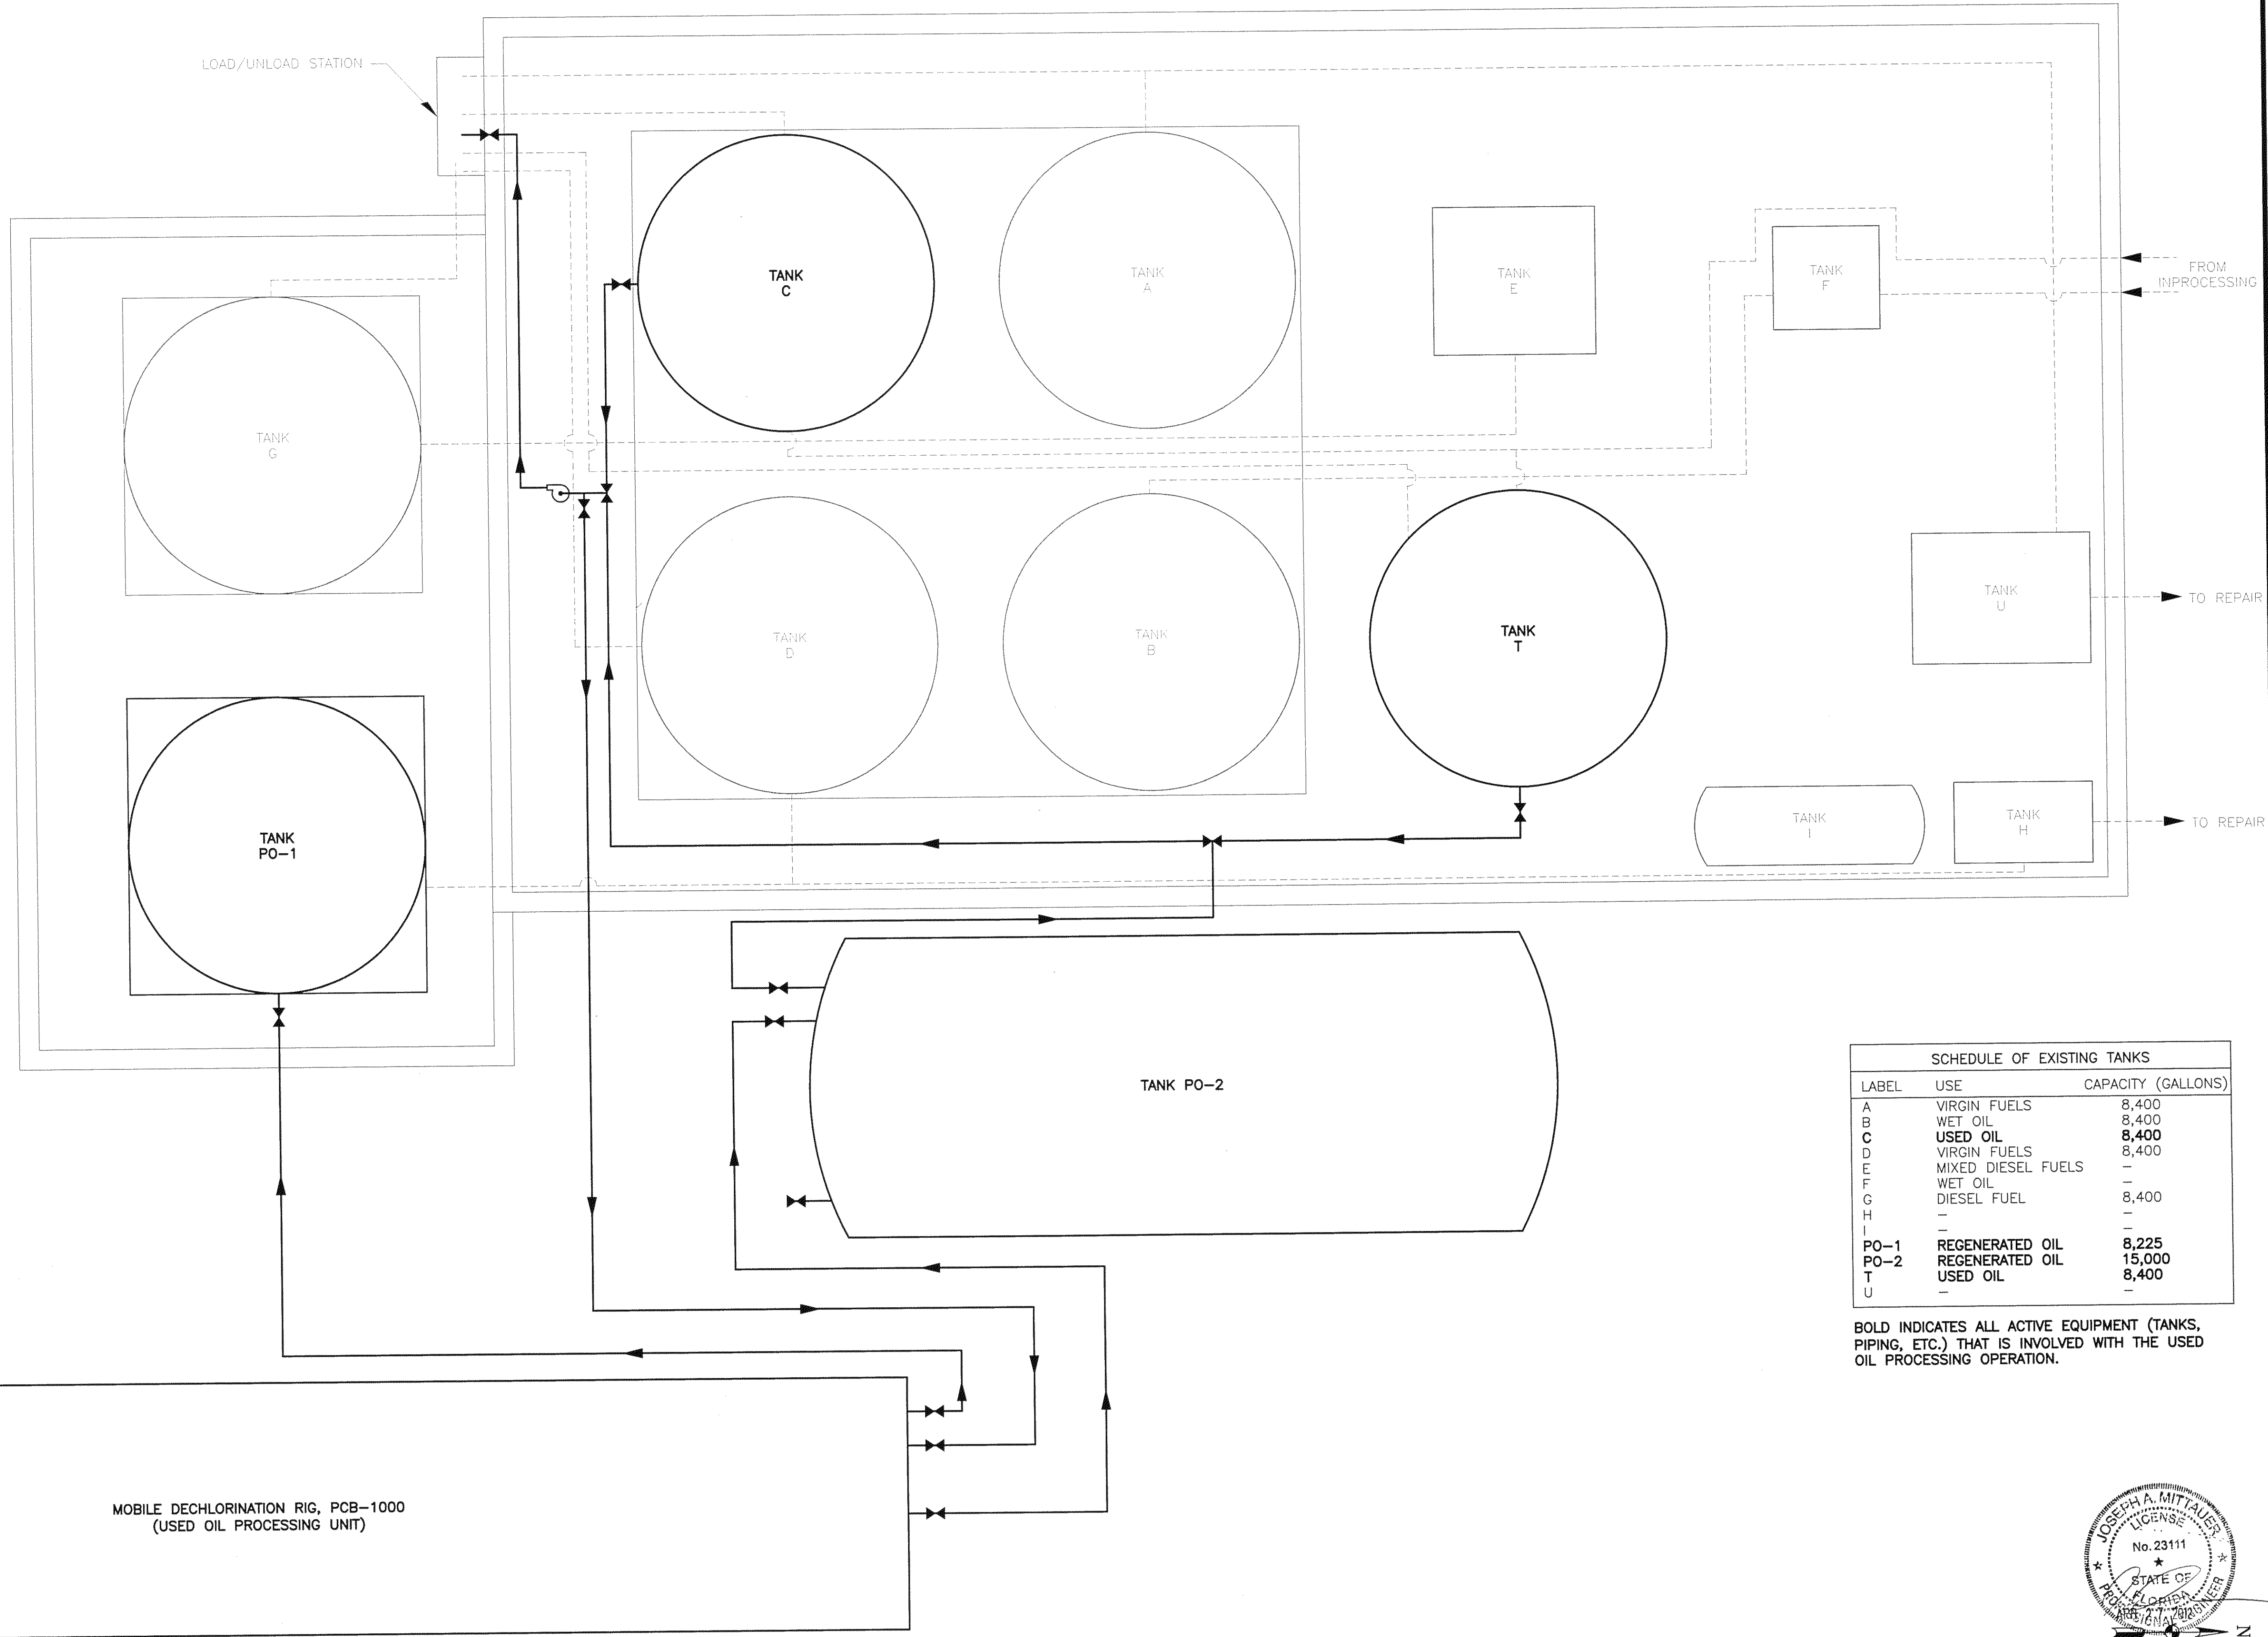 LOAD/UNLOAD STATION
TANK
C
TANK
A
TANK
E
TANK
F
FROM
INPROCESSING
TANK
G
TANK
D
TANK
B
TANK
T
TANK
U
TO REPAIR
TANK
PO-1
TANK
I
TANK
H
TO REPAIR
TANK PO-2
SCHEDULE OF EXISTING TANKS
LABEL USE CAPACITY (GALLONS)
A VIRGIN FUELS 8,400
B WET OIL 8,400
C USED OIL 8,400
D VIRGIN FUELS 8,400
E MIXED DIESEL FUELS -
F WET OIL -
G DIESEL FUEL 8,400
H - -
I - -
PO-1 REGENERATED OIL 8,225
PO-2 REGENERATED OIL 15,000
T USED OIL 8,400
U - -
BOLD INDICATES ALL ACTIVE EQUIPMENT (TANKS,
PIPING, ETC.) THAT IS INVOLVED WITH THE USED
OIL PROCESSING OPERATION.
MOBILE DECHLORINATION RIG, PCB-1000
(USED OIL PROCESSING UNIT)
JOSEPH A. MITTAUER
LICENSE
No. 23111
STATE OF
FLORIDA
PROFESSIONAL ENGINEER
N